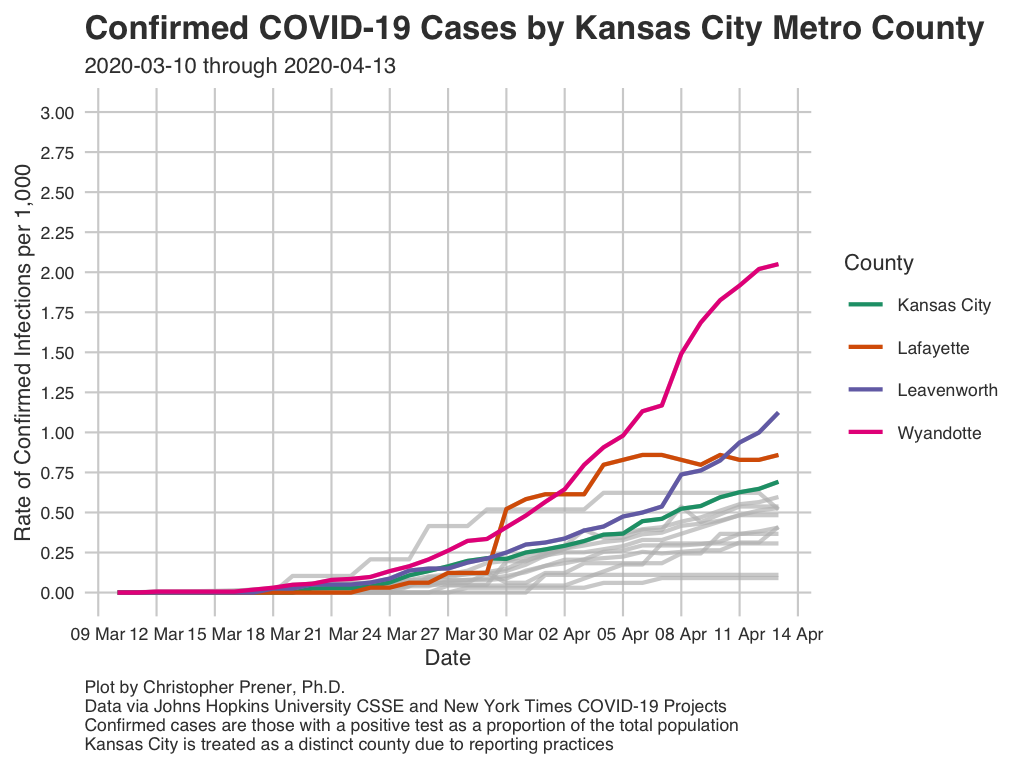 Confirmed COVID-19 Cases by Kansas City Metro County
2020-03-10 through 2020-04-13
Rate of Confirmed Infections per 1,000
3.00
2.75
2.50
2.25
2.00
1.75
1.50
1.25
1.00
0.75
0.50
0.25
0.00
09 Mar 12 Mar 15 Mar 18 Mar 21 Mar 24 Mar 27 Mar 30 Mar 02 Apr 05 Apr 08 Apr 11 Apr 14 Apr
Date
County
Kansas City
Lafayette
Leavenworth
Wyandotte
Plot by Christopher Prener, Ph.D.
Data via Johns Hopkins University CSSE and New York Times COVID-19 Projects
Confirmed cases are those with a positive test as a proportion of the total population
Kansas City is treated as a distinct county due to reporting practices